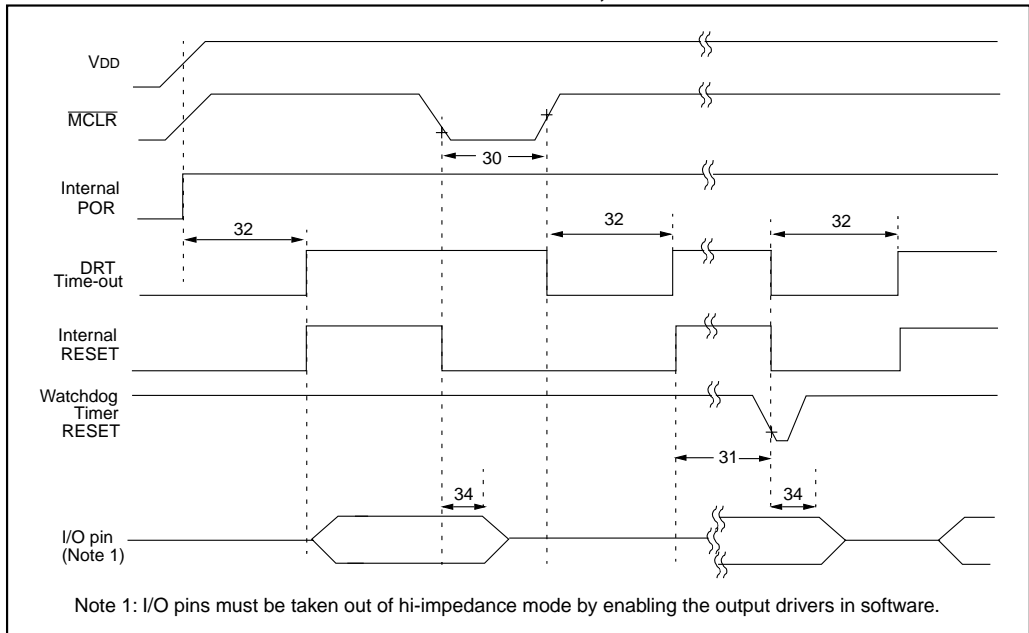 VDD
MCLR
30
Internal
POR
32
32
32
DRT
Time-out
Internal
RESET
Watchdog
Timer
RESET
31
34
34
I/O pin
(Note 1)
Note 1: I/O pins must be taken out of hi-impedance mode by enabling the output drivers in software.